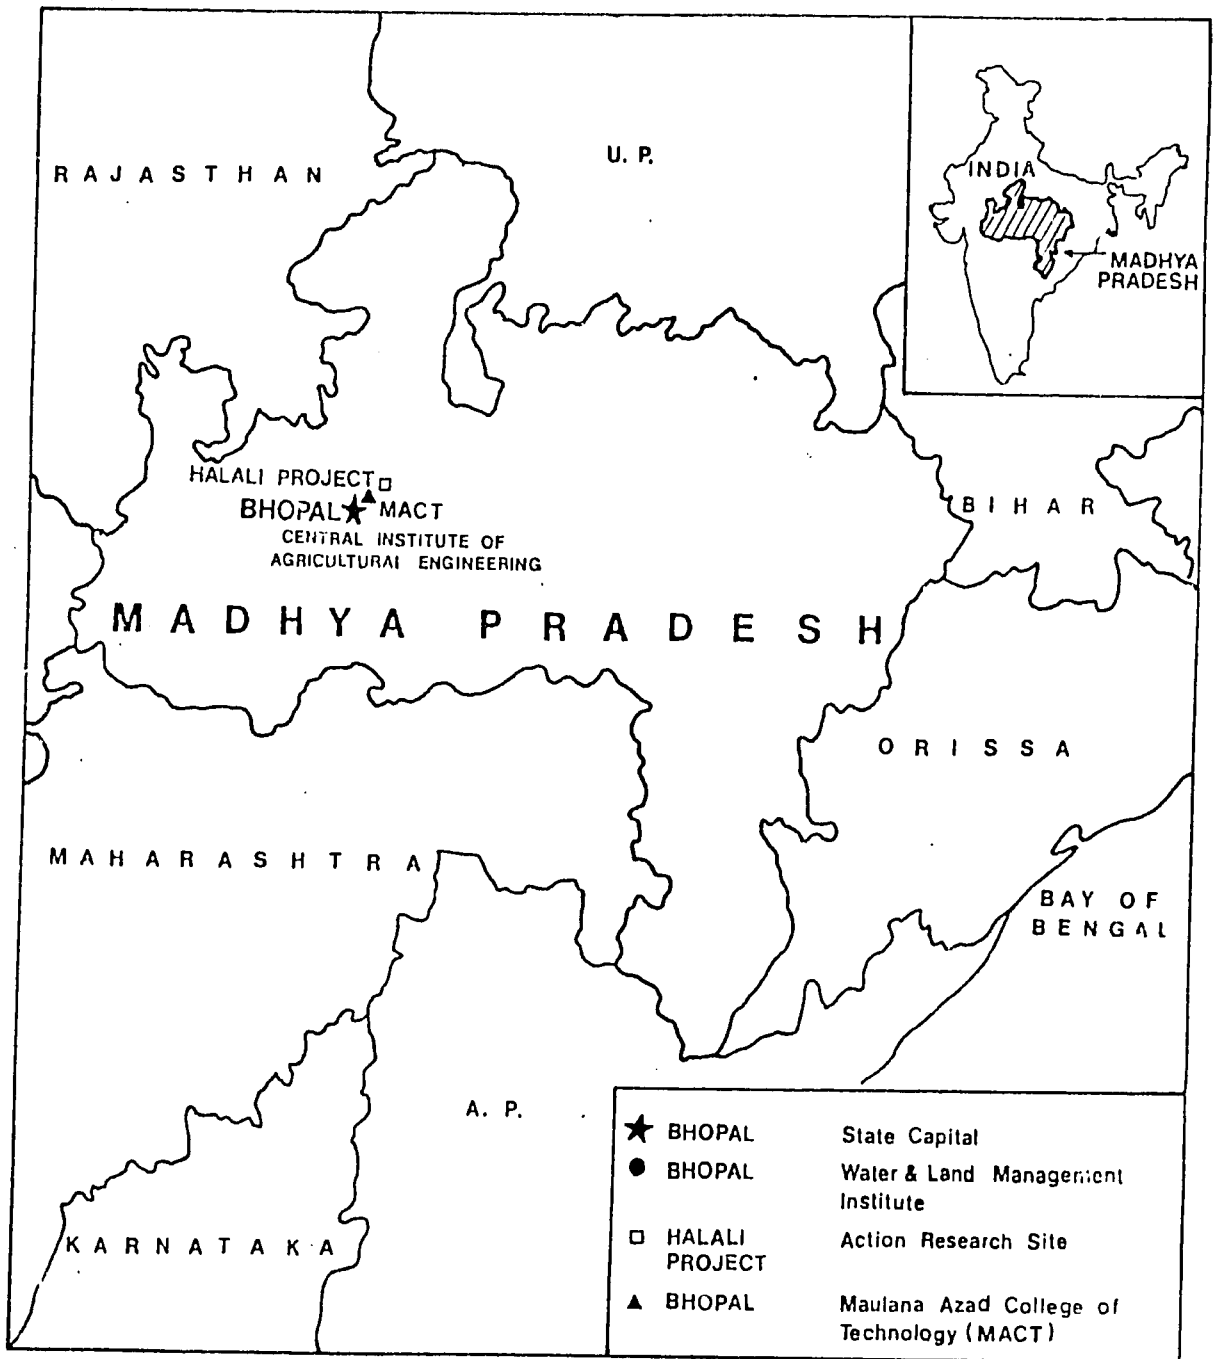 RAJASTHAN
U. P.
INDIA
MADHYA
PRADESH
HALALI PROJECT
BHOPAL MACT
CENTRAL INSTITUTE OF
AGRICULTURAL ENGINEERING
BIHAR
MADHYA PRADESH
ORISSA
MAHARASHTRA
BAY OF
BENGAL
A. P.
KARNATAKA
BHOPAL State Capital
BHOPAL Water & Land Management
Institute
HALALI
PROJECT Action Research Site
BHOPAL Maulana Azad College of
Technology (MACT)